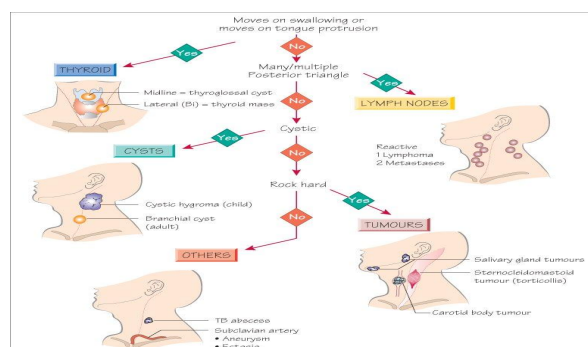 Moves on swallowing or
moves on tongue protrusion
Yes
No
THYROID
Many/multiple
Posterior triangle
Yes
Midline = thyroglossal cyst
Lateral (Bi) = thyroid mass
No
LYMPH NODES
Yes
Cystic
CYSTS
No
Reactive
1 Lymphoma
2 Metastases
Rock hard
Cystic hygroma (child)
Yes
Branchial cyst
(adult)
No
TUMOURS
OTHERS
Salivary gland tumours
Sternocleidomastoid
tumour (torticollis)
Carotid body tumour
TB abscess
Subclavian artery
• Aneurysm
• Ectasia